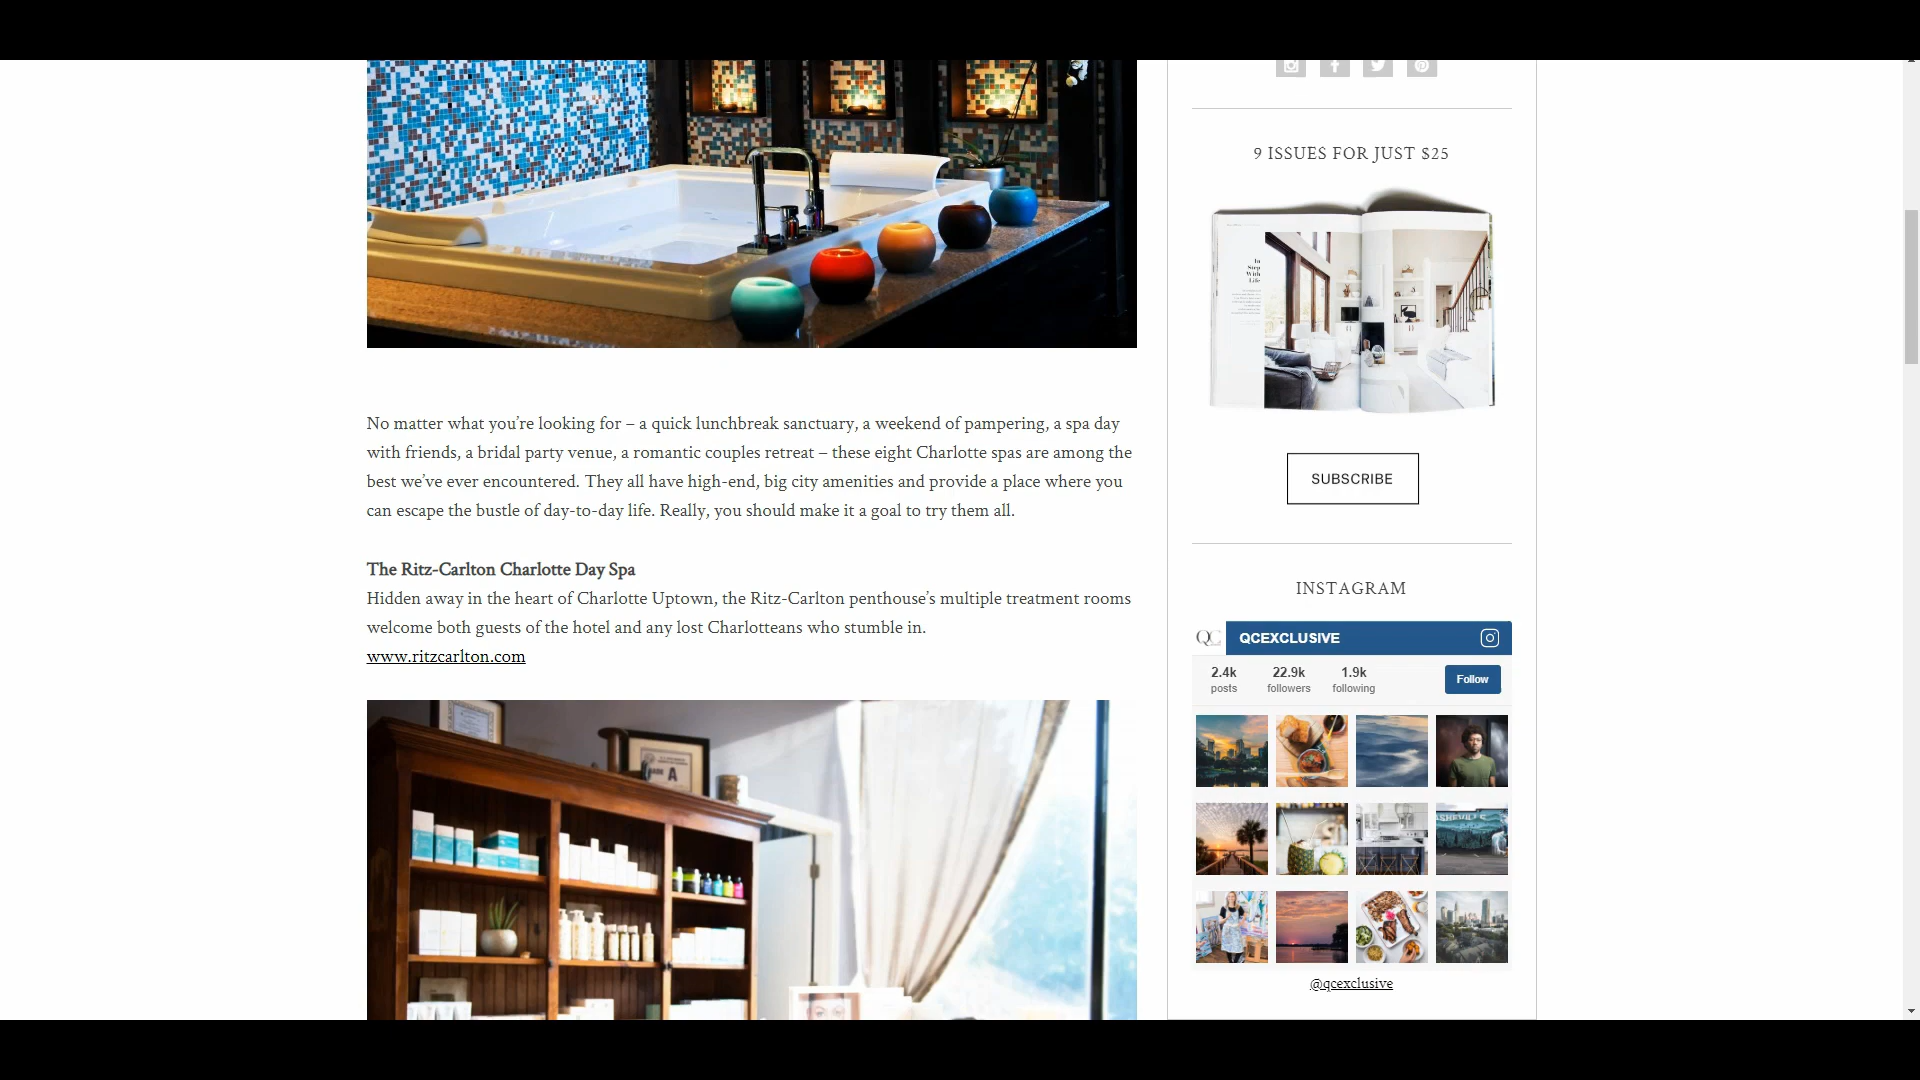 No matter what you’re looking for – a quick lunchbreak sanctuary, a weekend of pampering, a spa day
with friends, a bridal party venue, a romantic couples retreat – these eight Charlotte spas are among the
best we’ve ever encountered. They all have high-end, big city amenities and provide a place where you
can escape the bustle of day-to-day life. Really, you should make it a goal to try them all.
The Ritz-Carlton Charlotte Day Spa
Hidden away in the heart of Charlotte Uptown, the Ritz-Carlton penthouse’s multiple treatment rooms
welcome both guests of the hotel and any lost Charlotteans who stumble in.
www.ritzcarlton.com
A
9 ISSUES FOR JUST $25
In
Step
With
Life
SUBSCRIBE
INSTAGRAM
QC QCEXCLUSIVE
2.4k 22.9k 1.9k
posts followers following
Follow
ASHEVILLE
@qcexclusive